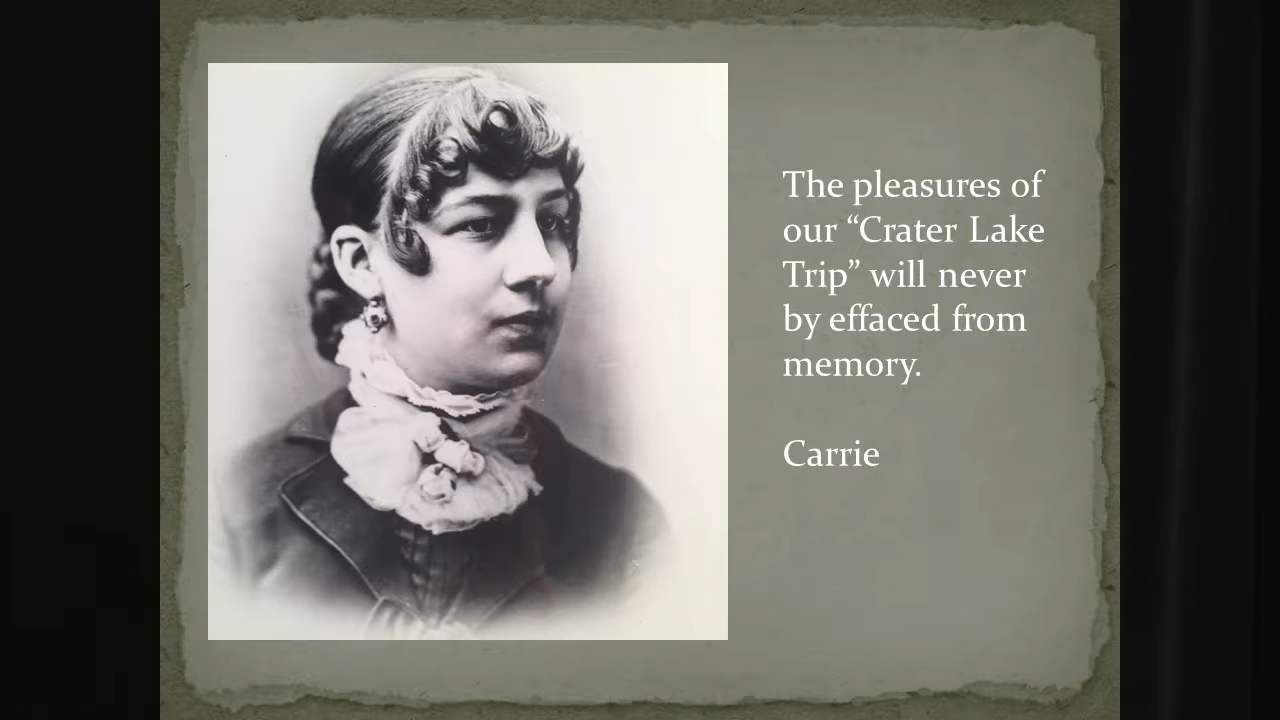 The pleasures of
our “Crater Lake
Trip” will never
by effaced from
memory.
Carrie